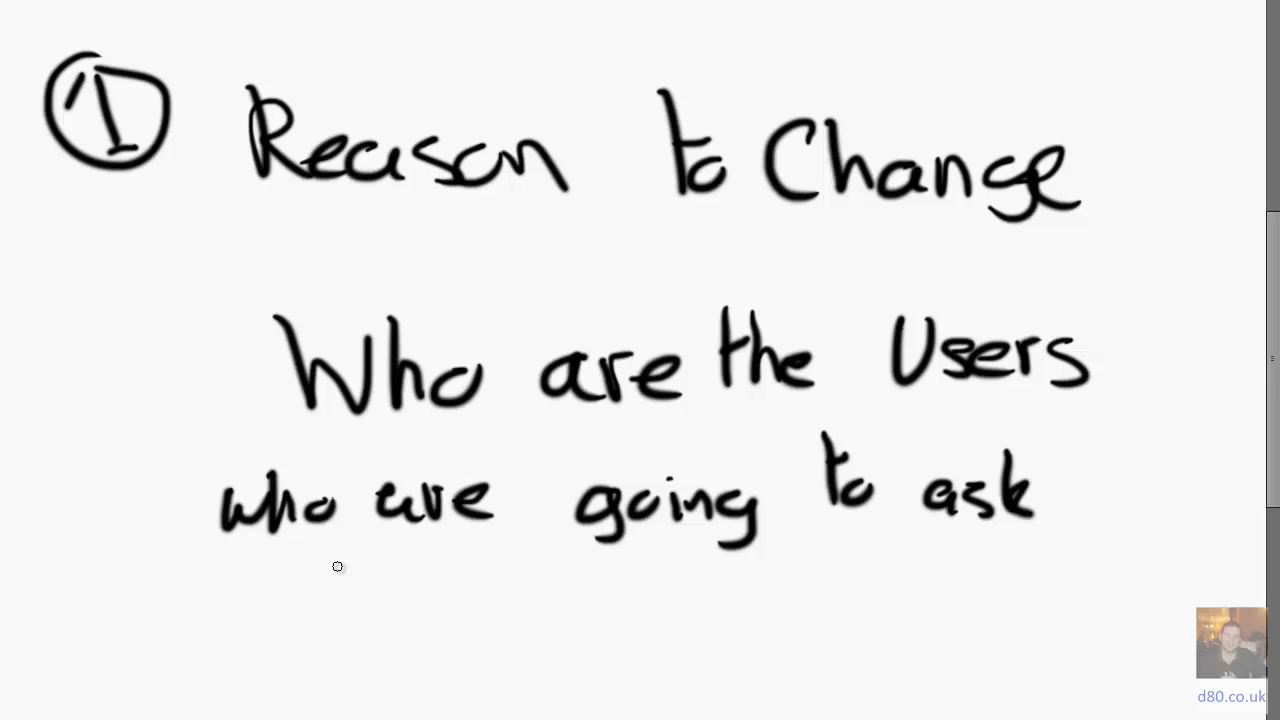 ① Reason to Change
Who are the Users
who are going to ask
d80.co.uk